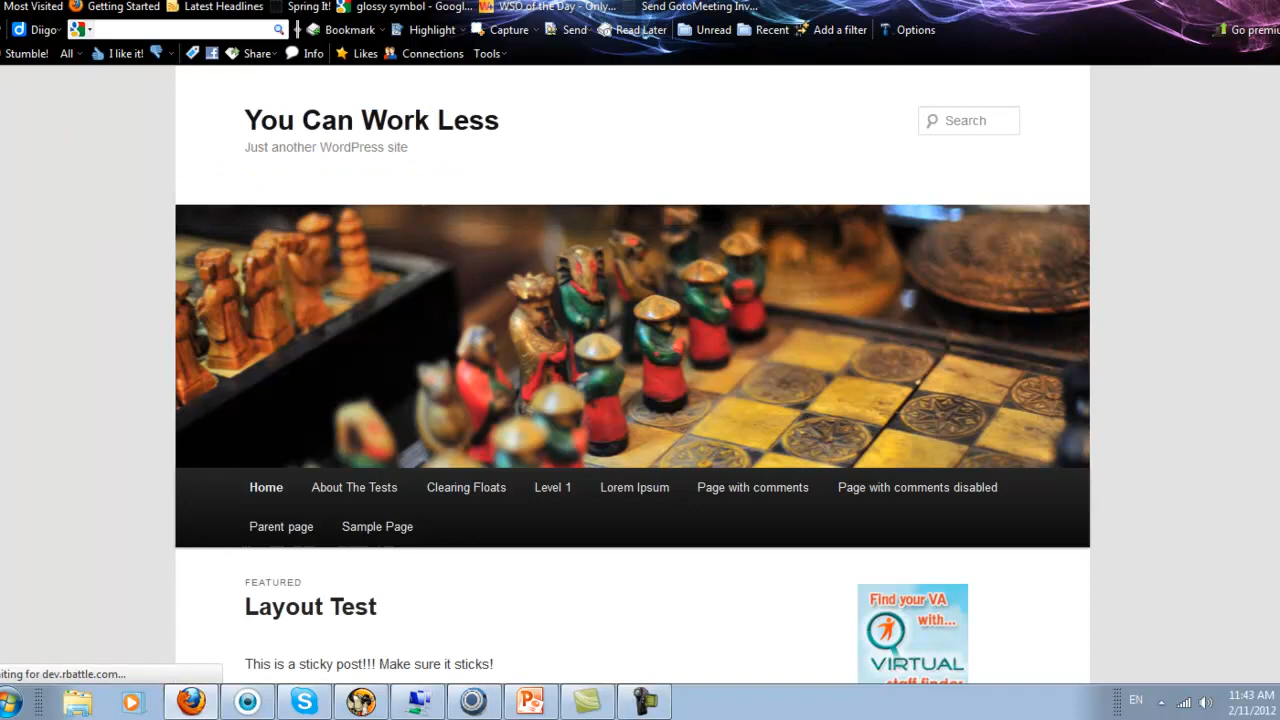 Most Visited Getting Started Latest Headlines Spring It! glossy symbol - Googl... WSO of the Day - Only... Send GotoMeeting Inv...
Diigo Bookmark Highlight Capture Send Read Later Unread Recent Add a filter Options Go premiu
Stumble! All I like it! Share Info Likes Connections Tools
You Can Work Less
Search
Just another WordPress site
Home About The Tests Clearing Floats Level 1 Lorem Ipsum Page with comments Page with comments disabled
Parent page Sample Page
FEATURED
Layout Test
Find your VA
with...
VIRTUAL
staff finder
This is a sticky post!!! Make sure it sticks!
iting for dev.rbattle.com...
EN
11:43 AM
2/11/2012